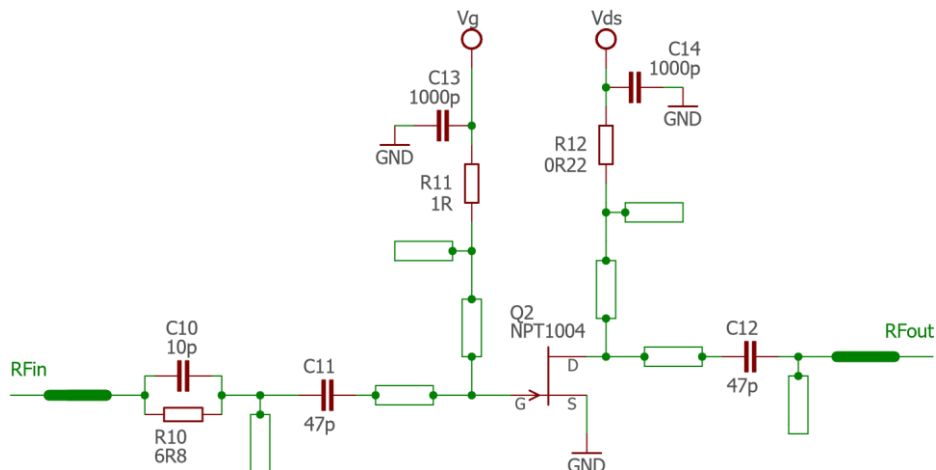 Vg
Vds
C13
1000p
C14
1000p
GND
GND
R11
1R
R12
0R22
Q2
NPT1004
C10
10p
RFin
C11
47p
R10
6R8
G
D
S
C12
47p
RFout
GND